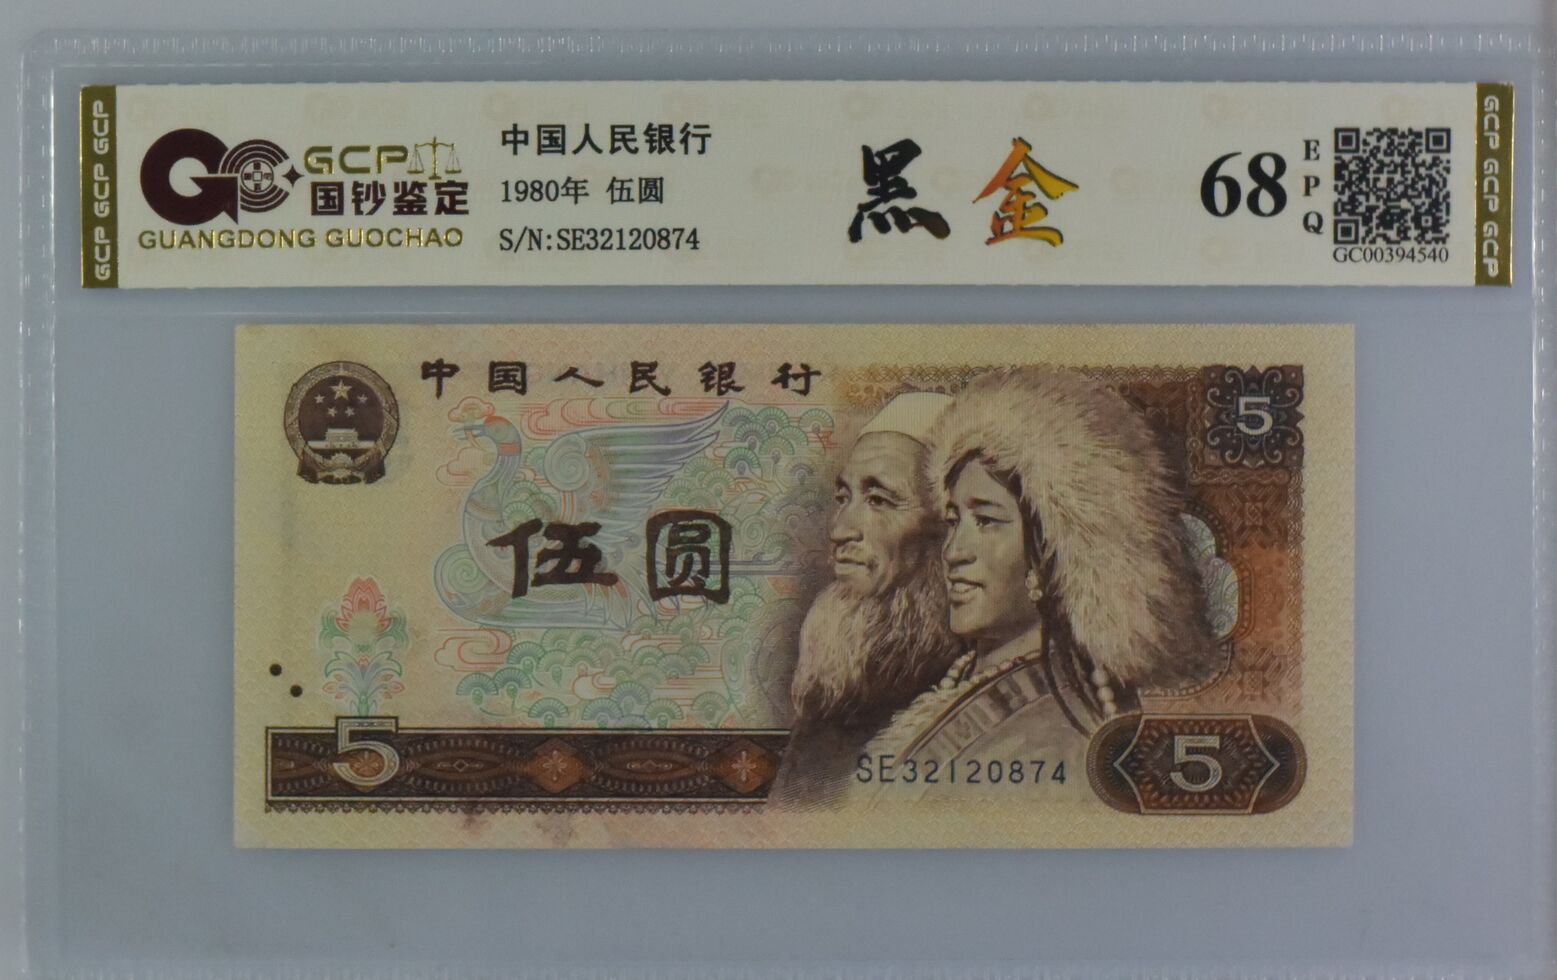 GCP GCP GCP
GCP
国钞鉴定
GUANGDONG GUOCHAO
中国人民银行
1980年 伍圆
S/N:SE32120874
黑金
68
EPQ
GC00394540
GCP GCP GCP
中国人民银行
5
伍圆
5
SE32120874
5